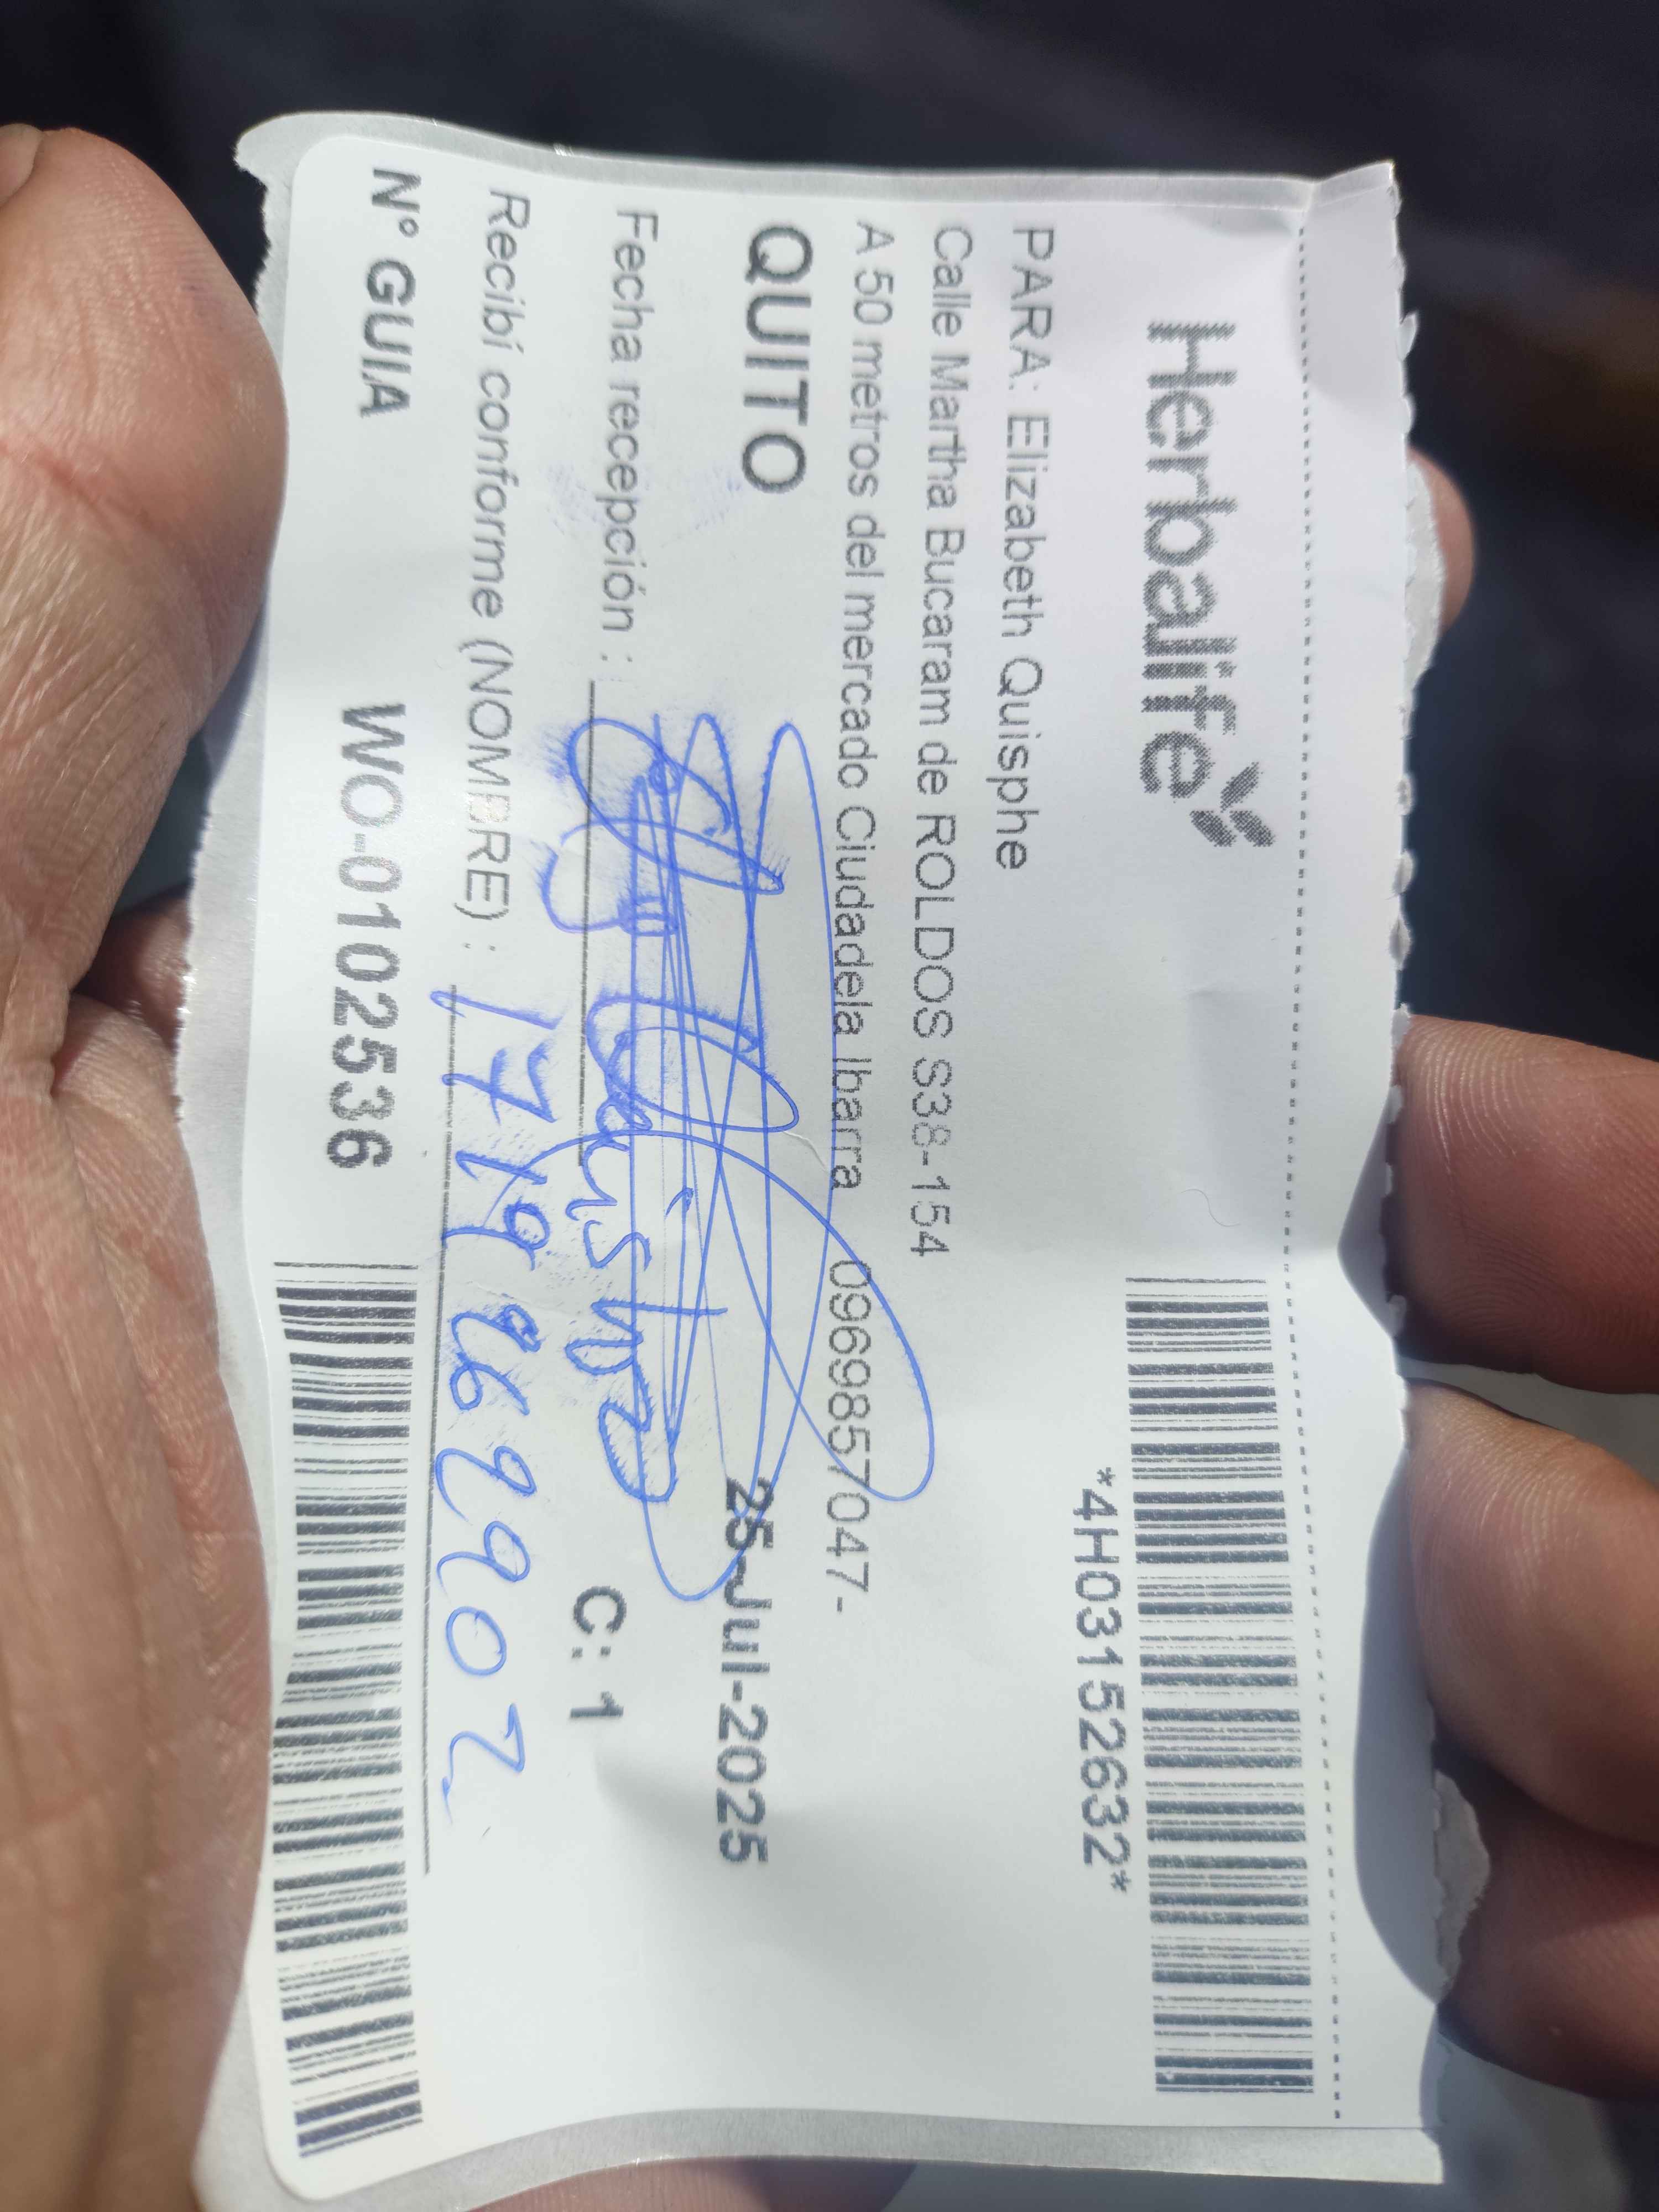 Herbalife
*4H03152632*
PARA: Elizabeth Quisphe
Calle Martha Bucaram de ROLDOS S38-154
A 50 metros del mercado Ciudadela Ibarra 0969857047-
QUITO 25-Jul-2025
Fecha recepción :
C: 1
Recibí conforme (NOMBRE) :
Nº GUIA WO-0102536